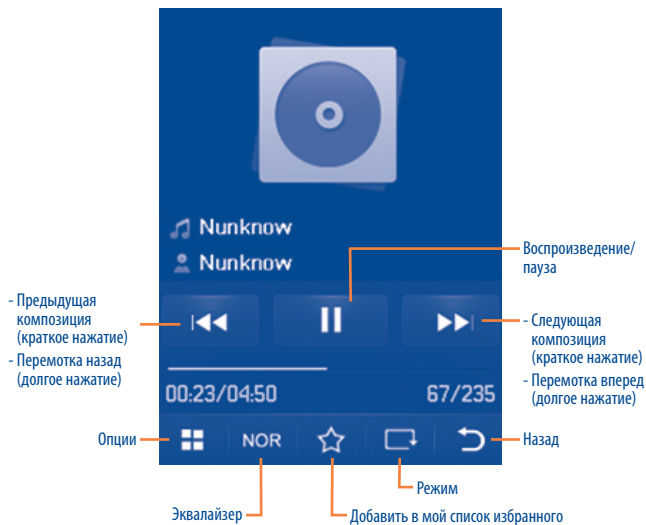 Nunknow
Nunknow
Воспроизведение/
пауза
- Предыдущая
композиция
(краткое нажатие)
- Перемотка назад
(долгое нажатие)
- Следующая
композиция
(краткое нажатие)
- Перемотка вперед
(долгое нажатие)
00:23/04:50
67/235
Опции
NOR
Назад
Режим
Эквалайзер
Добавить в мой список избранного